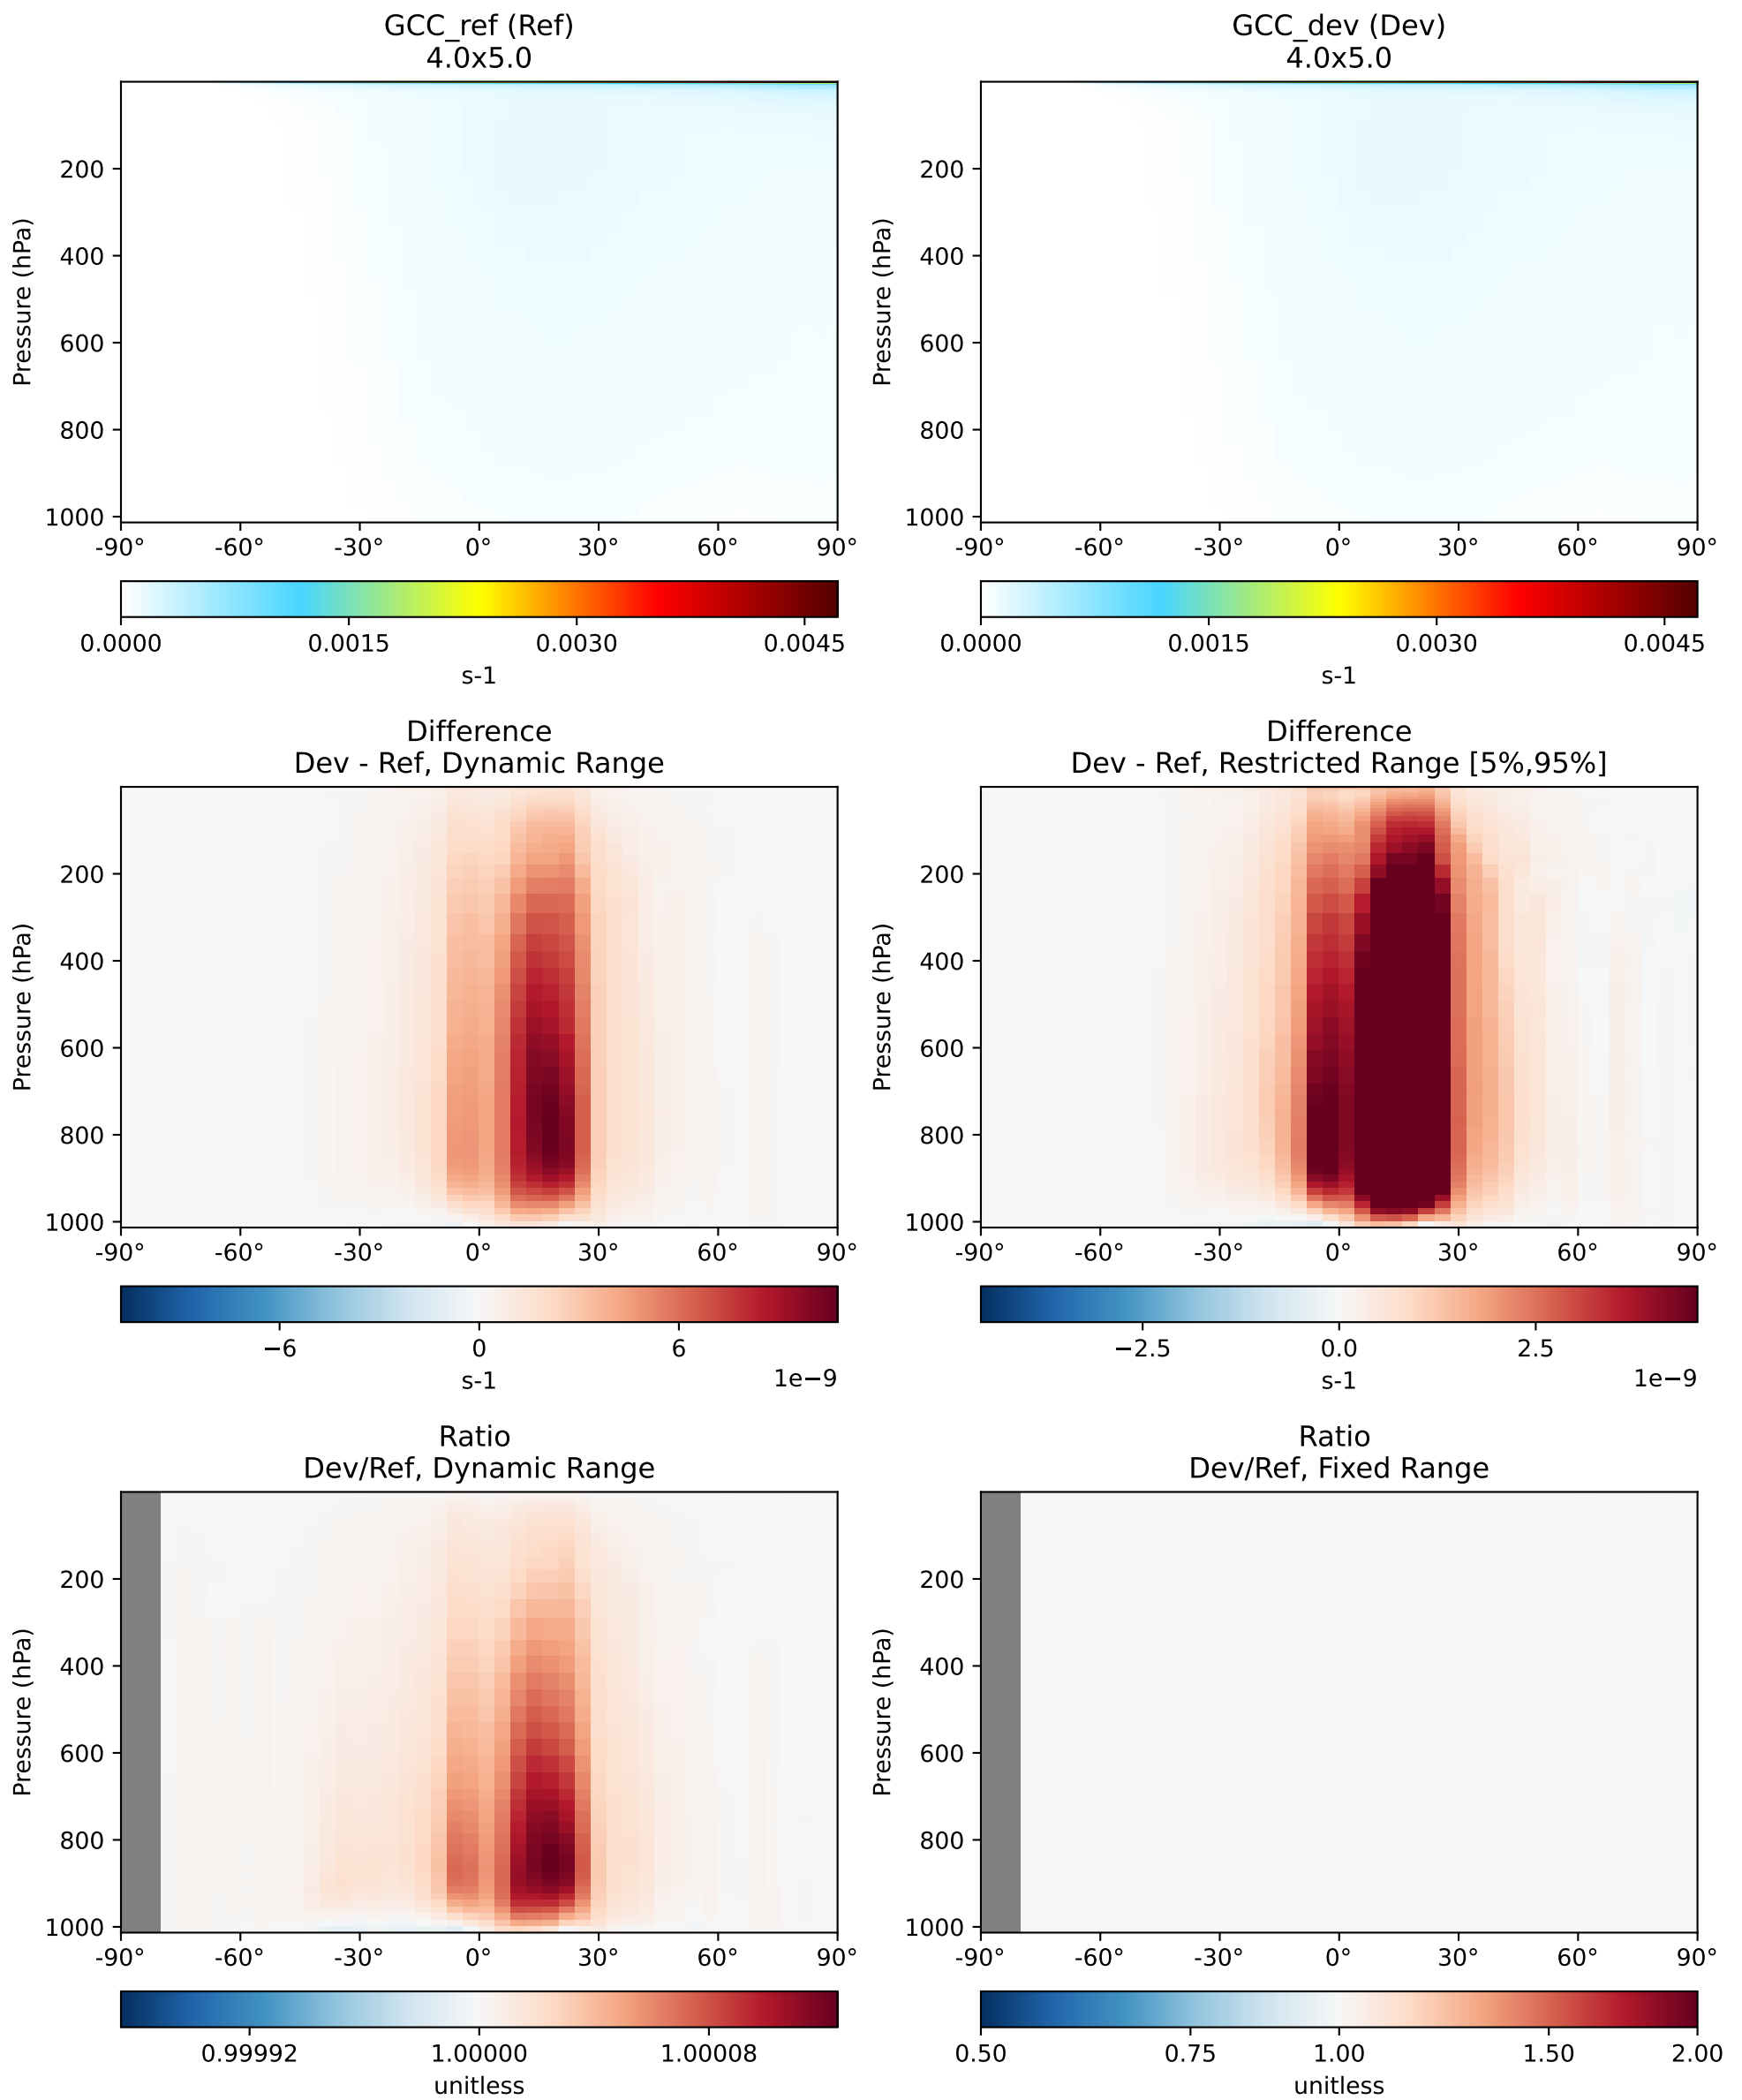 GCC_ref (Ref)
4.0x5.0
GCC_dev (Dev)
4.0x5.0
Pressure (hPa)
200
400
600
800
1000
-90° -60° -30° 0° 30° 60° 90°
0.0000 0.0015 0.0030 0.0045
s-1
Pressure (hPa)
200
400
600
800
1000
-90° -60° -30° 0° 30° 60° 90°
0.0000 0.0015 0.0030 0.0045
s-1
Difference
Dev - Ref, Dynamic Range
Difference
Dev - Ref, Restricted Range [5%,95%]
Pressure (hPa)
200
400
600
800
1000
-90° -60° -30° 0° 30° 60° 90°
−6 0 6
s-1 1e−9
Pressure (hPa)
200
400
600
800
1000
-90° -60° -30° 0° 30° 60° 90°
−2.5 0.0 2.5
s-1 1e−9
Ratio
Dev/Ref, Dynamic Range
Ratio
Dev/Ref, Fixed Range
Pressure (hPa)
200
400
600
800
1000
-90° -60° -30° 0° 30° 60° 90°
0.99992 1.00000 1.00008
unitless
Pressure (hPa)
200
400
600
800
1000
-90° -60° -30° 0° 30° 60° 90°
0.50 0.75 1.00 1.50 2.00
unitless